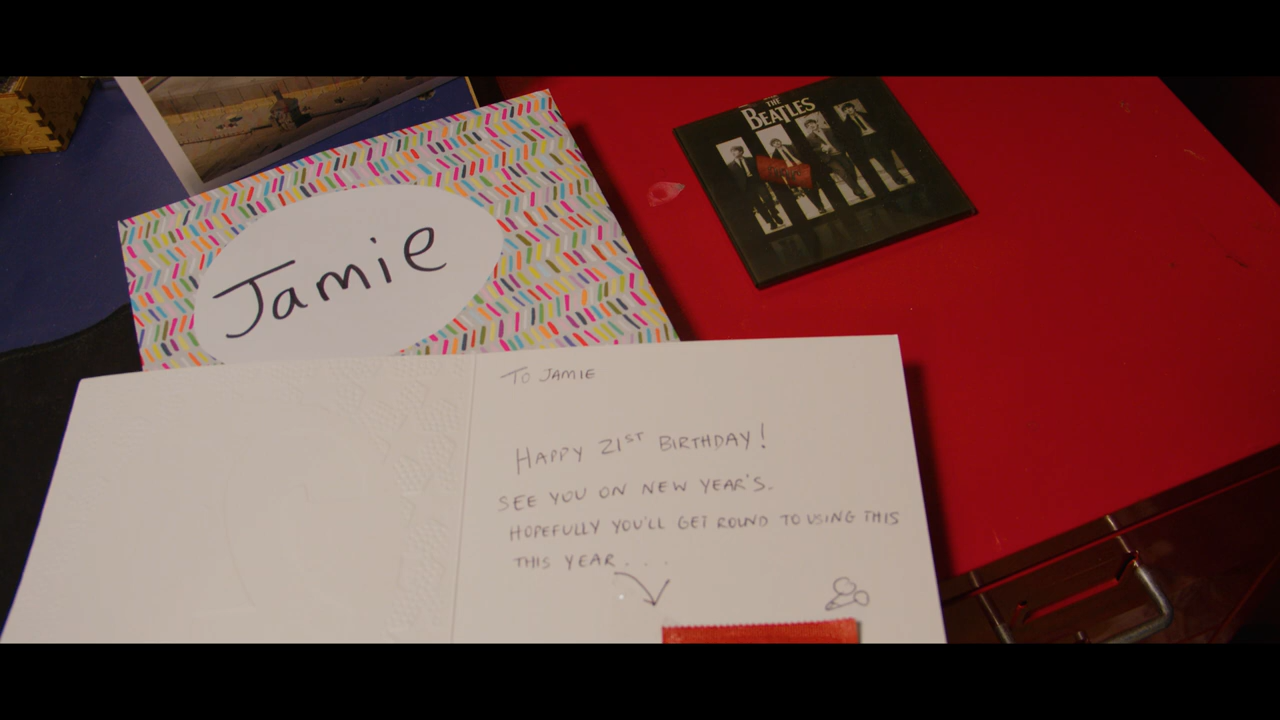 THE
BEATLES
Jamie
TO JAMIE
HAPPY 21ST BIRTHDAY!
SEE YOU ON NEW YEAR'S.
HOPEFULLY YOU'LL GET ROUND TO USING THIS
THIS YEAR...